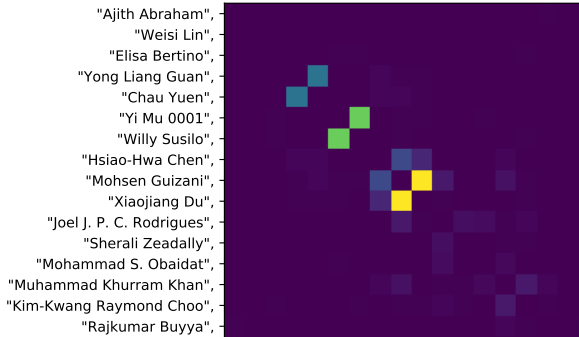 "Ajith Abraham",
"Weisi Lin",
"Elisa Bertino",
"Yong Liang Guan",
"Chau Yuen",
"Yi Mu 0001",
"Willy Susilo",
"Hsiao-Hwa Chen",
"Mohsen Guizani",
"Xiaojiang Du",
"Joel J. P. C. Rodrigues",
"Sherali Zeadally",
"Mohammad S. Obaidat",
"Muhammad Khurram Khan",
"Kim-Kwang Raymond Choo",
"Rajkumar Buyya",